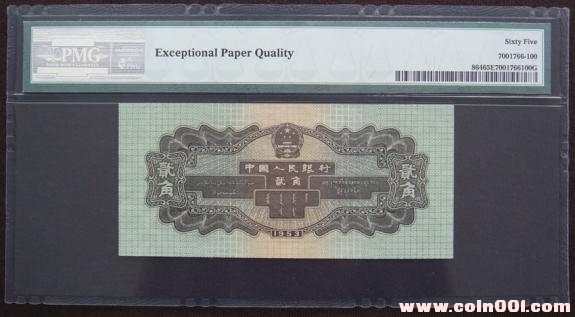 PMG
Exceptional Paper Quality
Sixty Five
7001766-100
86465E7001766100G
中國人民銀行
貳角
貳角
貳角
1953
www.coin001.com